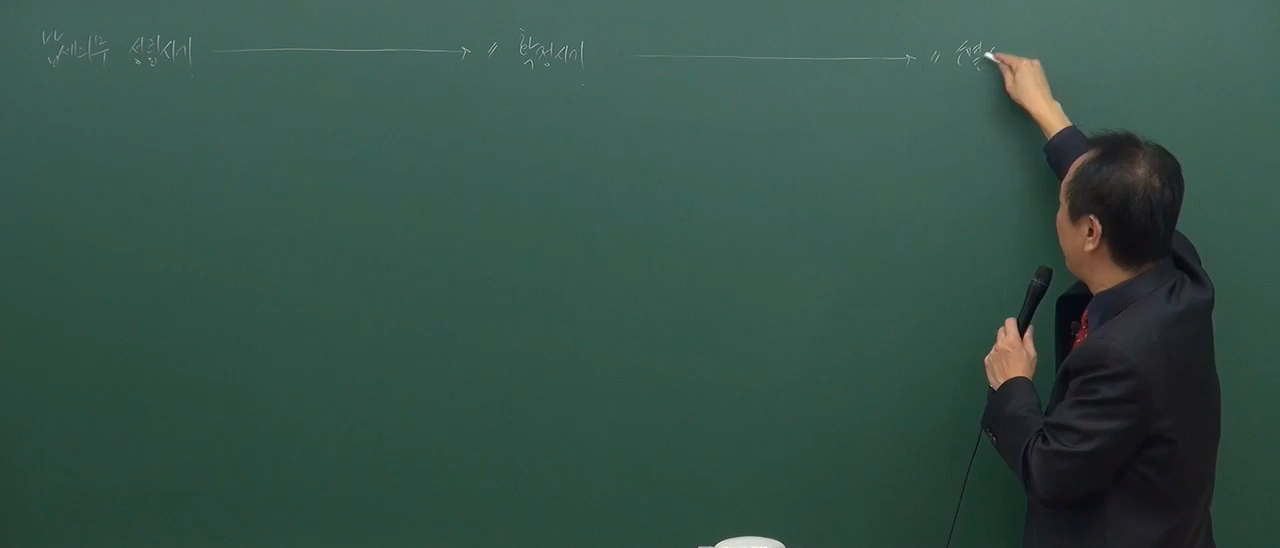 납세의무 성립시기 ⟶ 〃 확정시기 ⟶ 〃